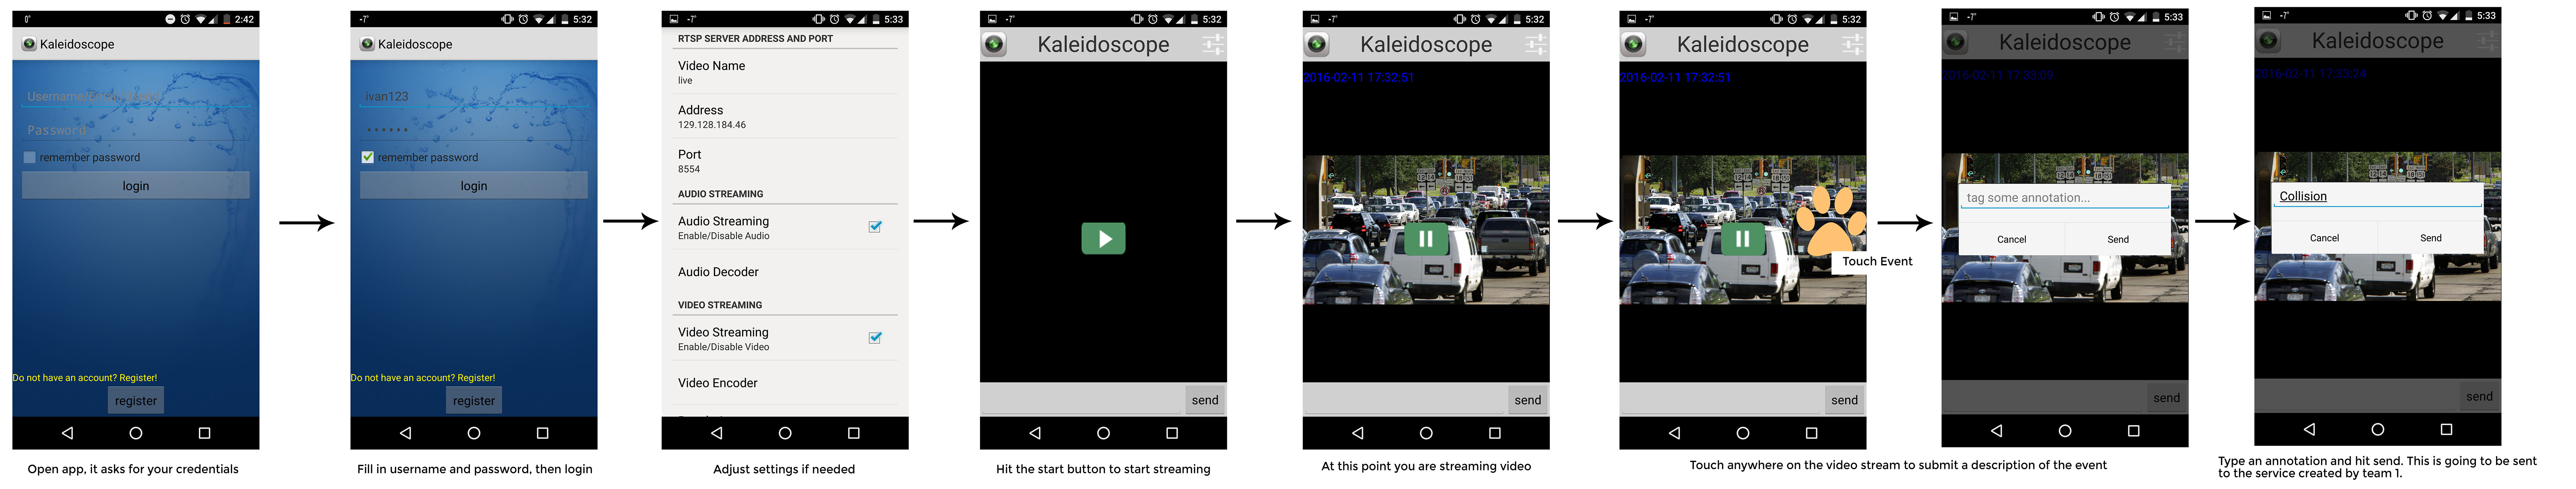 0° 2:42
Kaleidoscope
Password
remember password
login
Do not have an account? Register!
register
Open app, it asks for your credentials
-7° 5:32
Kaleidoscope
ivan123
••••••
remember password
login
Do not have an account? Register!
register
Fill in username and password, then login
-7° 5:33
RTSP SERVER ADDRESS AND PORT
Video Name
live
Address
129.128.184.46
Port
8554
AUDIO STREAMING
Audio Streaming
Enable/Disable Audio
Audio Decoder
VIDEO STREAMING
Video Streaming
Enable/Disable Video
Video Encoder
Adjust settings if needed
-7° 5:32
Kaleidoscope
send
Hit the start button to start streaming
-7° 5:32
Kaleidoscope
2016-02-11 17:32:51
send
At this point you are streaming video
-7° 5:32
Kaleidoscope
2016-02-11 17:32:51
Touch Event
send
-7° 5:33
Kaleidoscope
2016-02-11 17:33:09
tag some annotation...
Cancel Send
send
Touch anywhere on the video stream to submit a description of the event
-7° 5:33
Kaleidoscope
2016-02-11 17:33:24
Collision
Cancel Send
send
Type an annotation and hit send. This is going to be sent
to the service created by team 1.